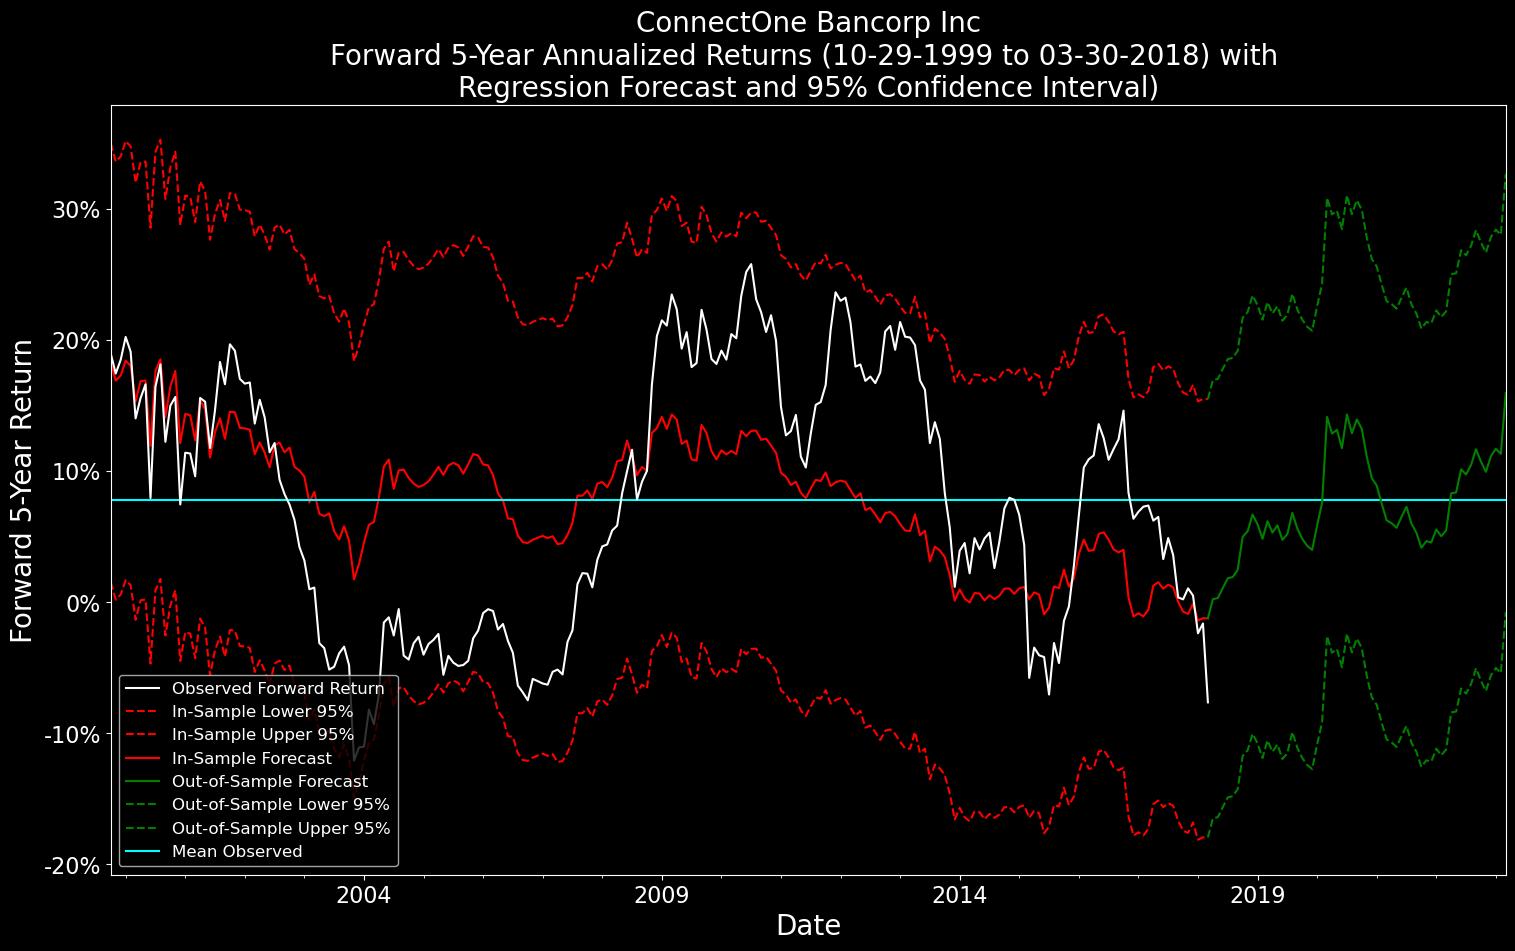 ConnectOne Bancorp Inc
Forward 5-Year Annualized Returns (10-29-1999 to 03-30-2018) with
Regression Forecast and 95% Confidence Interval)
Forward 5-Year Return
30%
20%
10%
0%
-10%
-20%
Observed Forward Return
In-Sample Lower 95%
In-Sample Upper 95%
In-Sample Forecast
Out-of-Sample Forecast
Out-of-Sample Lower 95%
Out-of-Sample Upper 95%
Mean Observed
2004
2009
2014
2019
Date